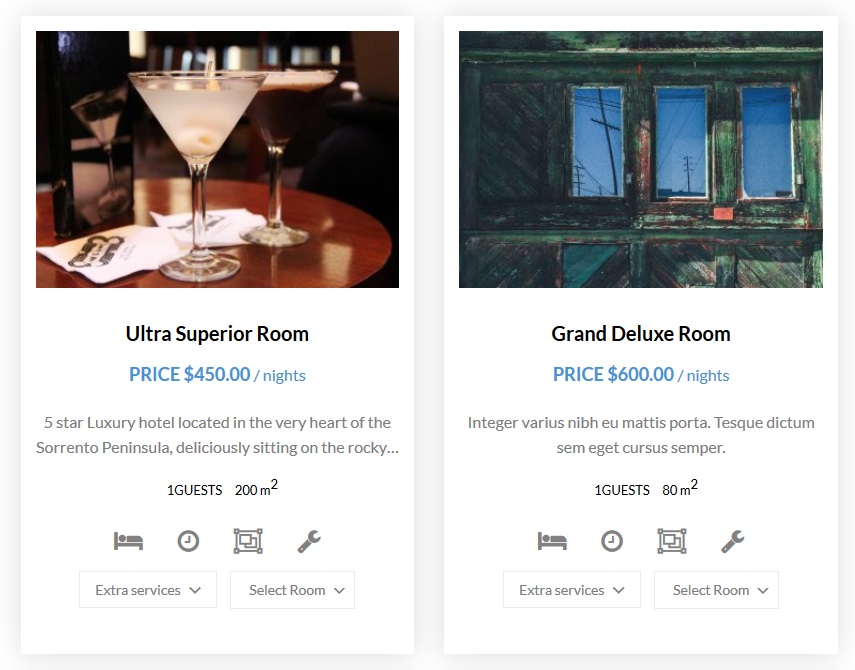 Ultra Superior Room
PRICE $450.00 / nights
5 star Luxury hotel located in the very heart of the
Sorrento Peninsula, deliciously sitting on the rocky...
1GUESTS 200 m2
Extra services
Select Room
Grand Deluxe Room
PRICE $600.00 / nights
Integer varius nibh eu mattis porta. Tesque dictum
sem eget cursus semper.
1GUESTS 80 m2
Extra services
Select Room